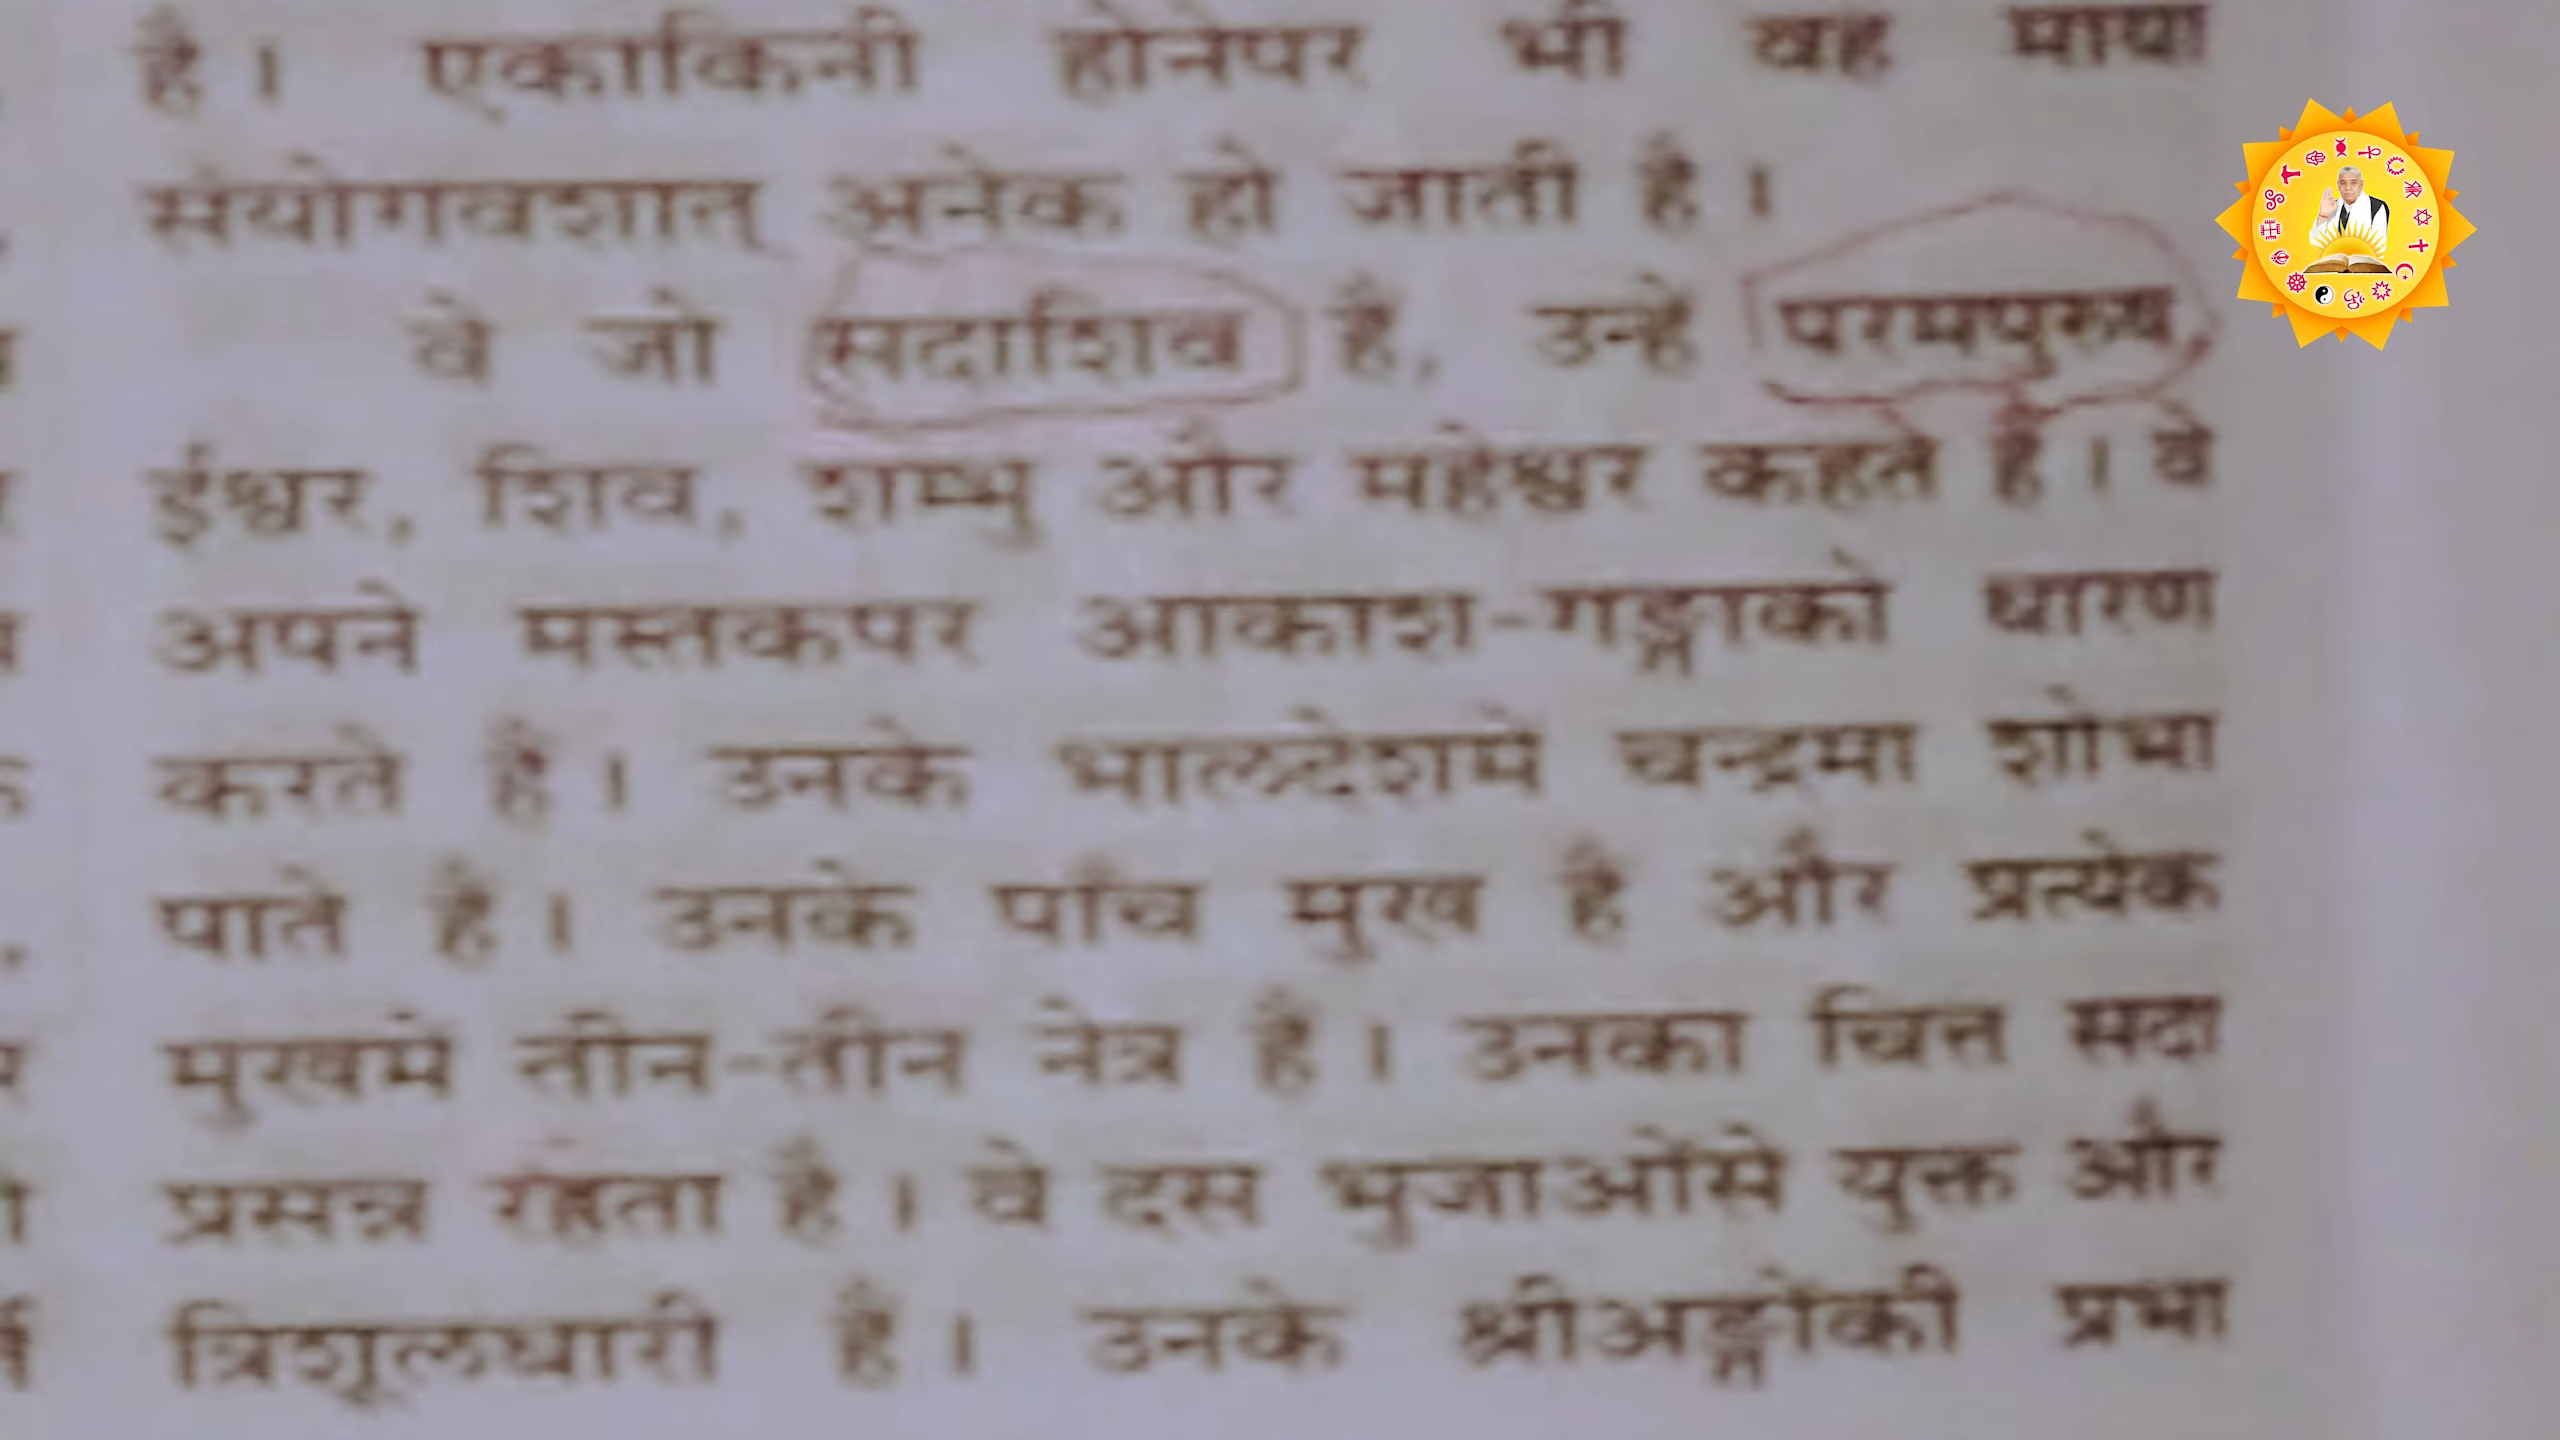 है। एकाकिनी होनेपर भी वह माया
संयोगवशात् अनेक हो जाती है।
वे जो सदाशिव हैं, उन्हें परमपुरुष,
ईश्वर, शिव, शम्भु और महेश्वर कहते हैं। वे
अपने मस्तकपर आकाश-गङ्गाको धारण
करते हैं। उनके भालदेशमें चन्द्रमा शोभा
पाते हैं। उनके पाँच मुख हैं और प्रत्येक
मुखमें तीन-तीन नेत्र हैं। उनका चित्त सदा
प्रसन्न रहता है। वे दस भुजाओंसे युक्त और
त्रिशूलधारी हैं। उनके श्रीअङ्गोंकी प्रभा